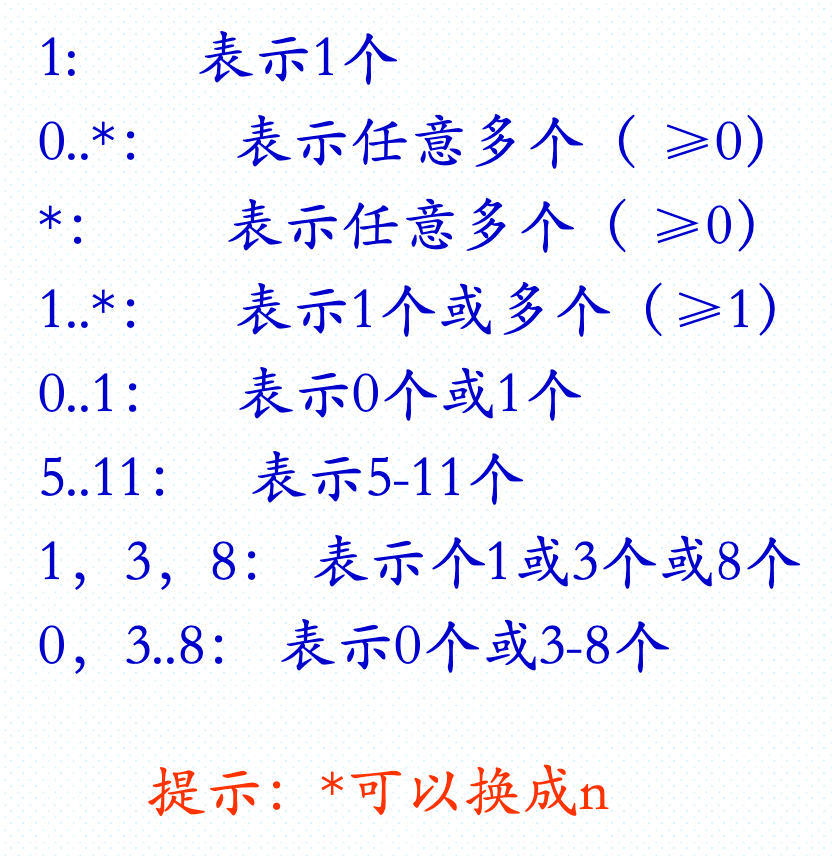 1: 表示1个
0..*: 表示任意多个（ ≥0）
*: 表示任意多个（ ≥0）
1..*: 表示1个或多个（≥1）
0..1: 表示0个或1个
5..11: 表示5-11个
1，3，8: 表示个1或3个或8个
0，3..8: 表示0个或3-8个
提示：*可以换成n